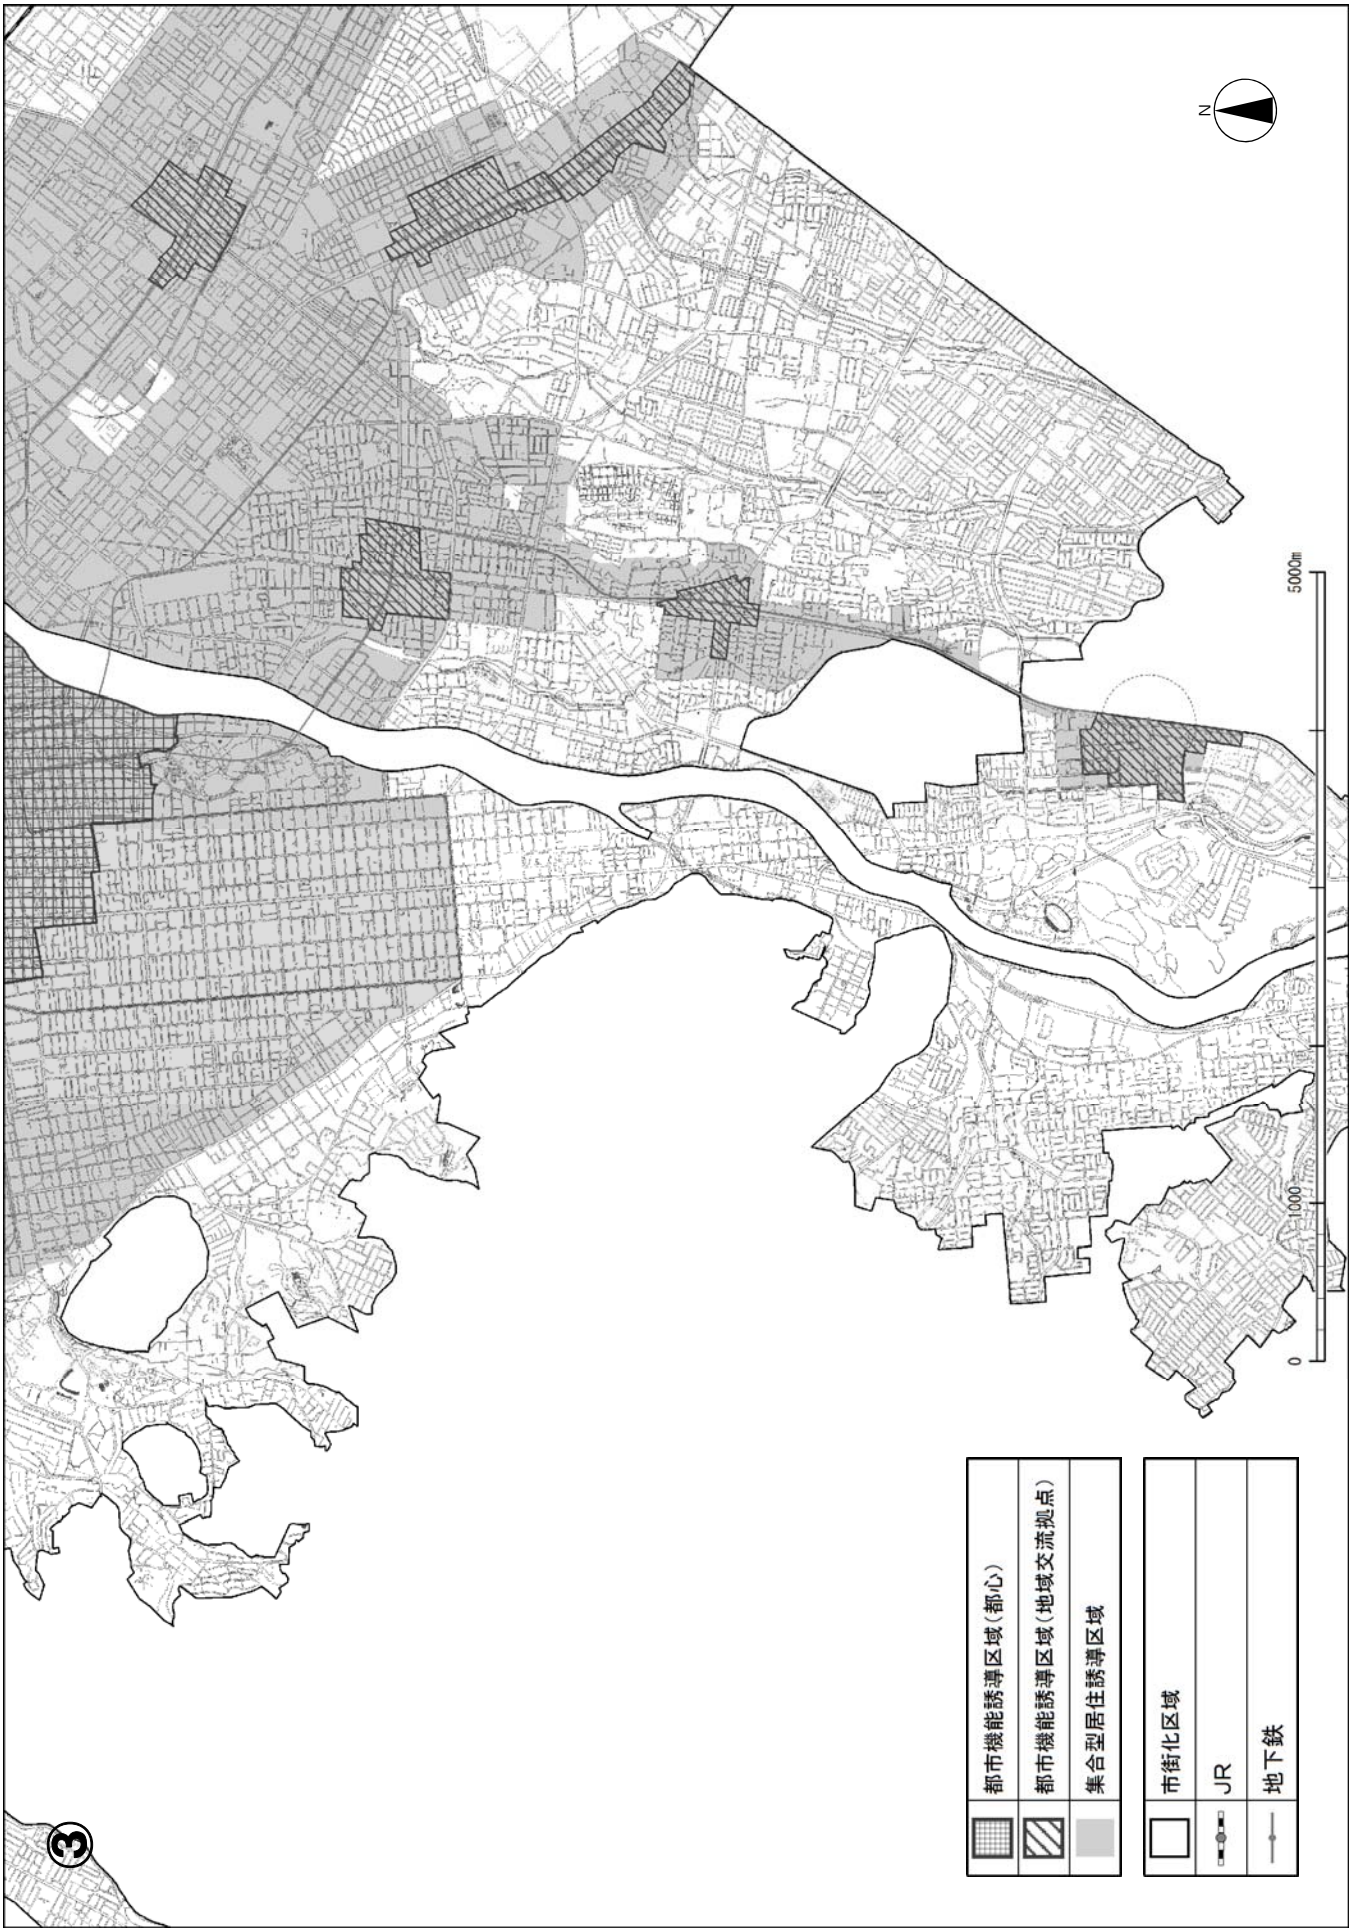 N
都市機能誘導区域(都心)
都市機能誘導区域(地域交流拠点)
集合型居住誘導区域
市街化区域
JR
地下鉄
0
1000
5000m
3